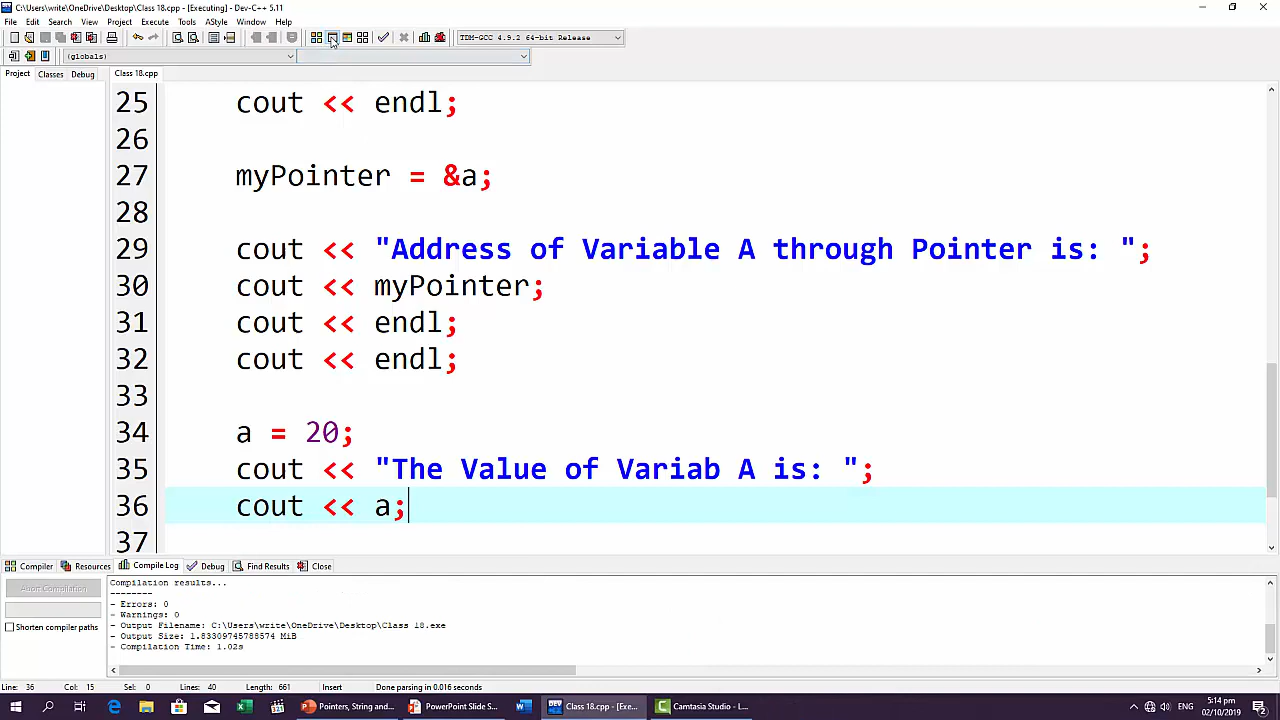 C:\Users\write\OneDrive\Desktop\Class 18.cpp - [Executing] - Dev-C++ 5.11
File Edit Search View Project Execute Tools AStyle Window Help
TDM-GCC 4.9.2 64-bit Release
(globals)
Project Classes Debug Class 18.cpp
25 cout << endl;
26
27 myPointer = &a;
28
29 cout << "Address of Variable A through Pointer is: ";
30 cout << myPointer;
31 cout << endl;
32 cout << endl;
33
34 a = 20;
35 cout << "The Value of Variab A is: ";
36 cout << a;
37
Compiler Resources Compile Log Debug Find Results Close
Abort Compilation
Shorten compiler paths
Compilation results...
--------
- Errors: 0
- Warnings: 0
- Output Filename: C:\Users\write\OneDrive\Desktop\Class 18.exe
- Output Size: 1.83309745788574 MiB
- Compilation Time: 1.02s
Line: 36 Col: 15 Sel: 0 Lines: 40 Length: 661 Insert Done parsing in 0.016 seconds
Pointers, String and... PowerPoint Slide S... Class 18.cpp - [Exe... Camtasia Studio - L... ENG 5:14 pm
02/10/2019